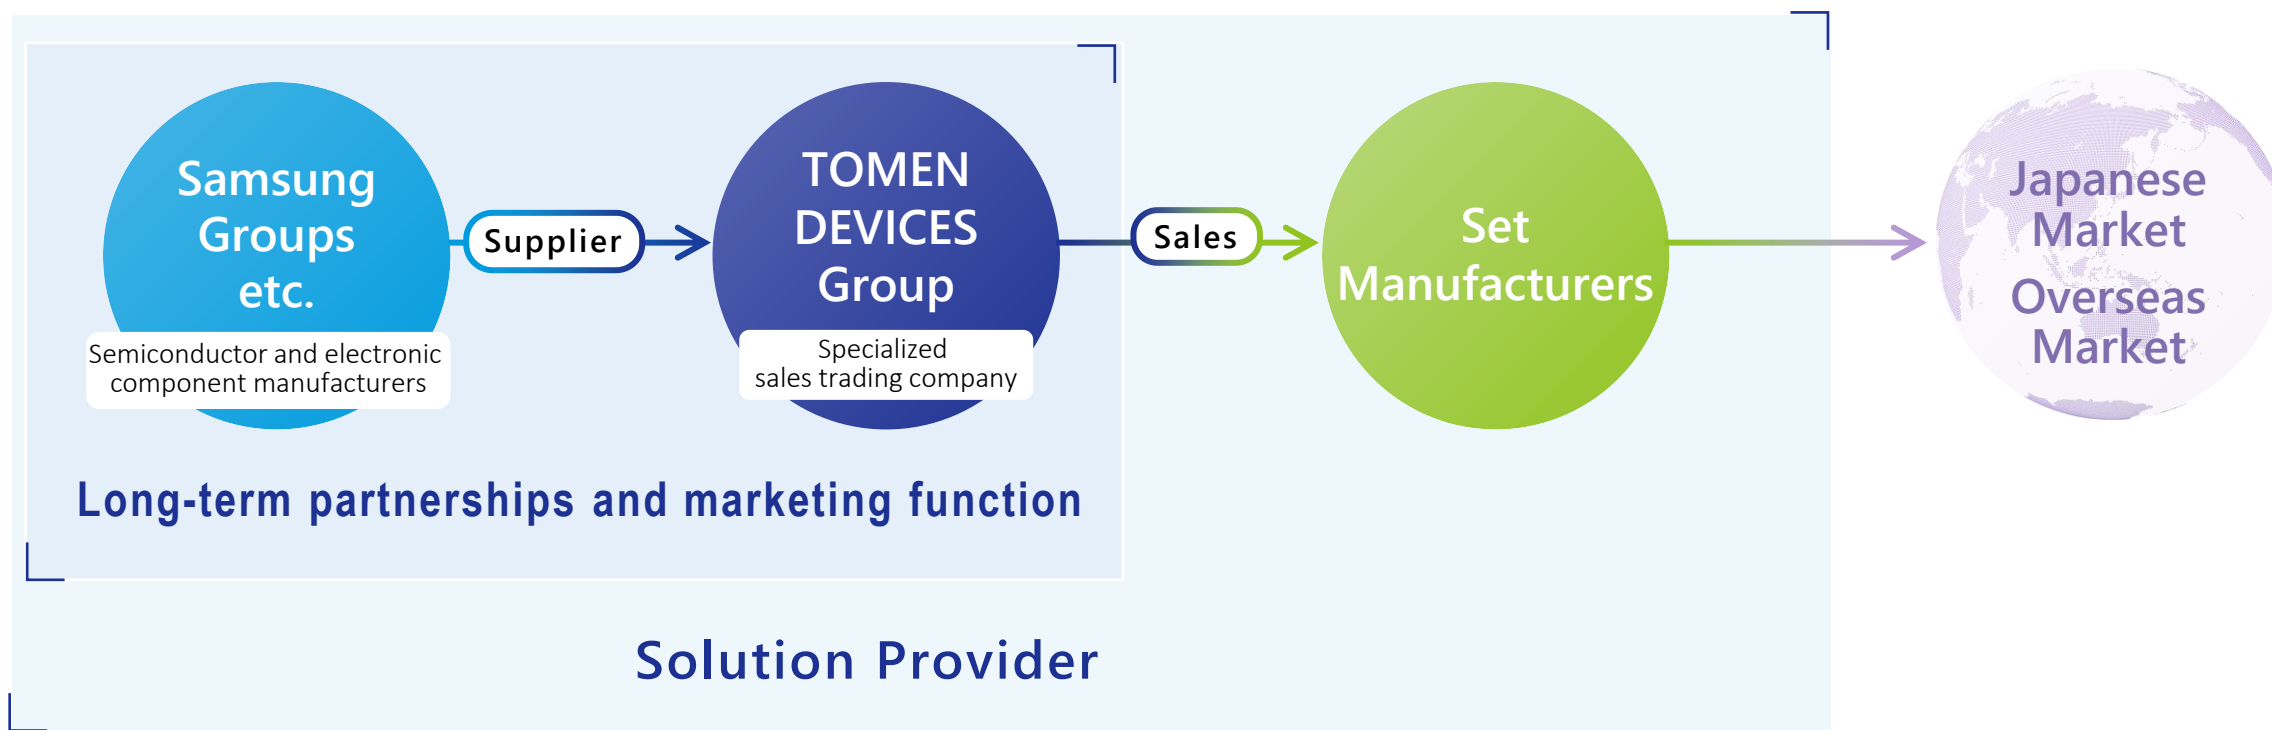 Samsung
Groups
etc.
Semiconductor and electronic
component manufacturers
Supplier
TOMEN
DEVICES
Group
Specialized
sales trading company
Sales
Set
Manufacturers
Japanese
Market
Overseas
Market
Long-term partnerships and marketing function
Solution Provider